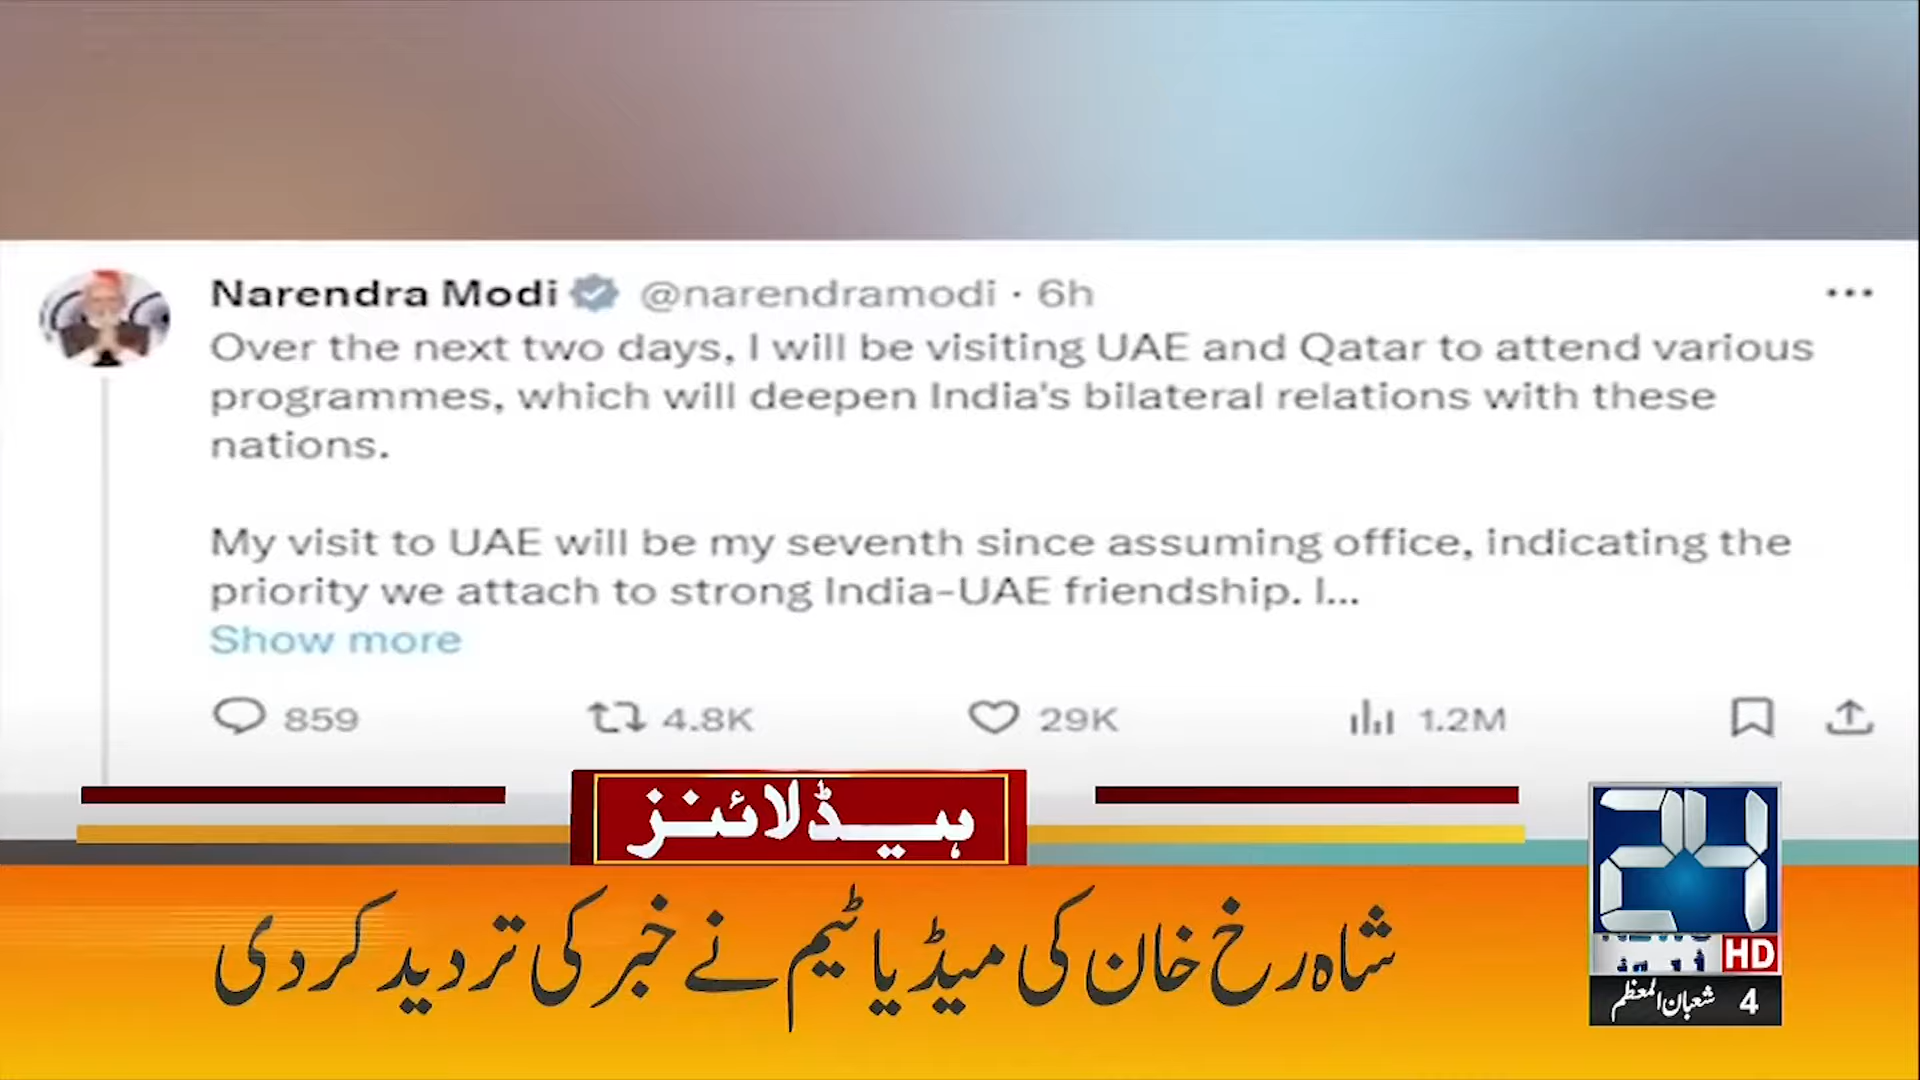 Narendra Modi @narendramodi · 6h
Over the next two days, I will be visiting UAE and Qatar to attend various
programmes, which will deepen India's bilateral relations with these
nations.
My visit to UAE will be my seventh since assuming office, indicating the
priority we attach to strong India-UAE friendship. I...
Show more
859 4.8K 29K 1.2M
ہیڈلائنز
شاہ رخ خان کی میڈیا ٹیم نے خبر کی تردید کردی
24
HD
4 شعبان المعظم